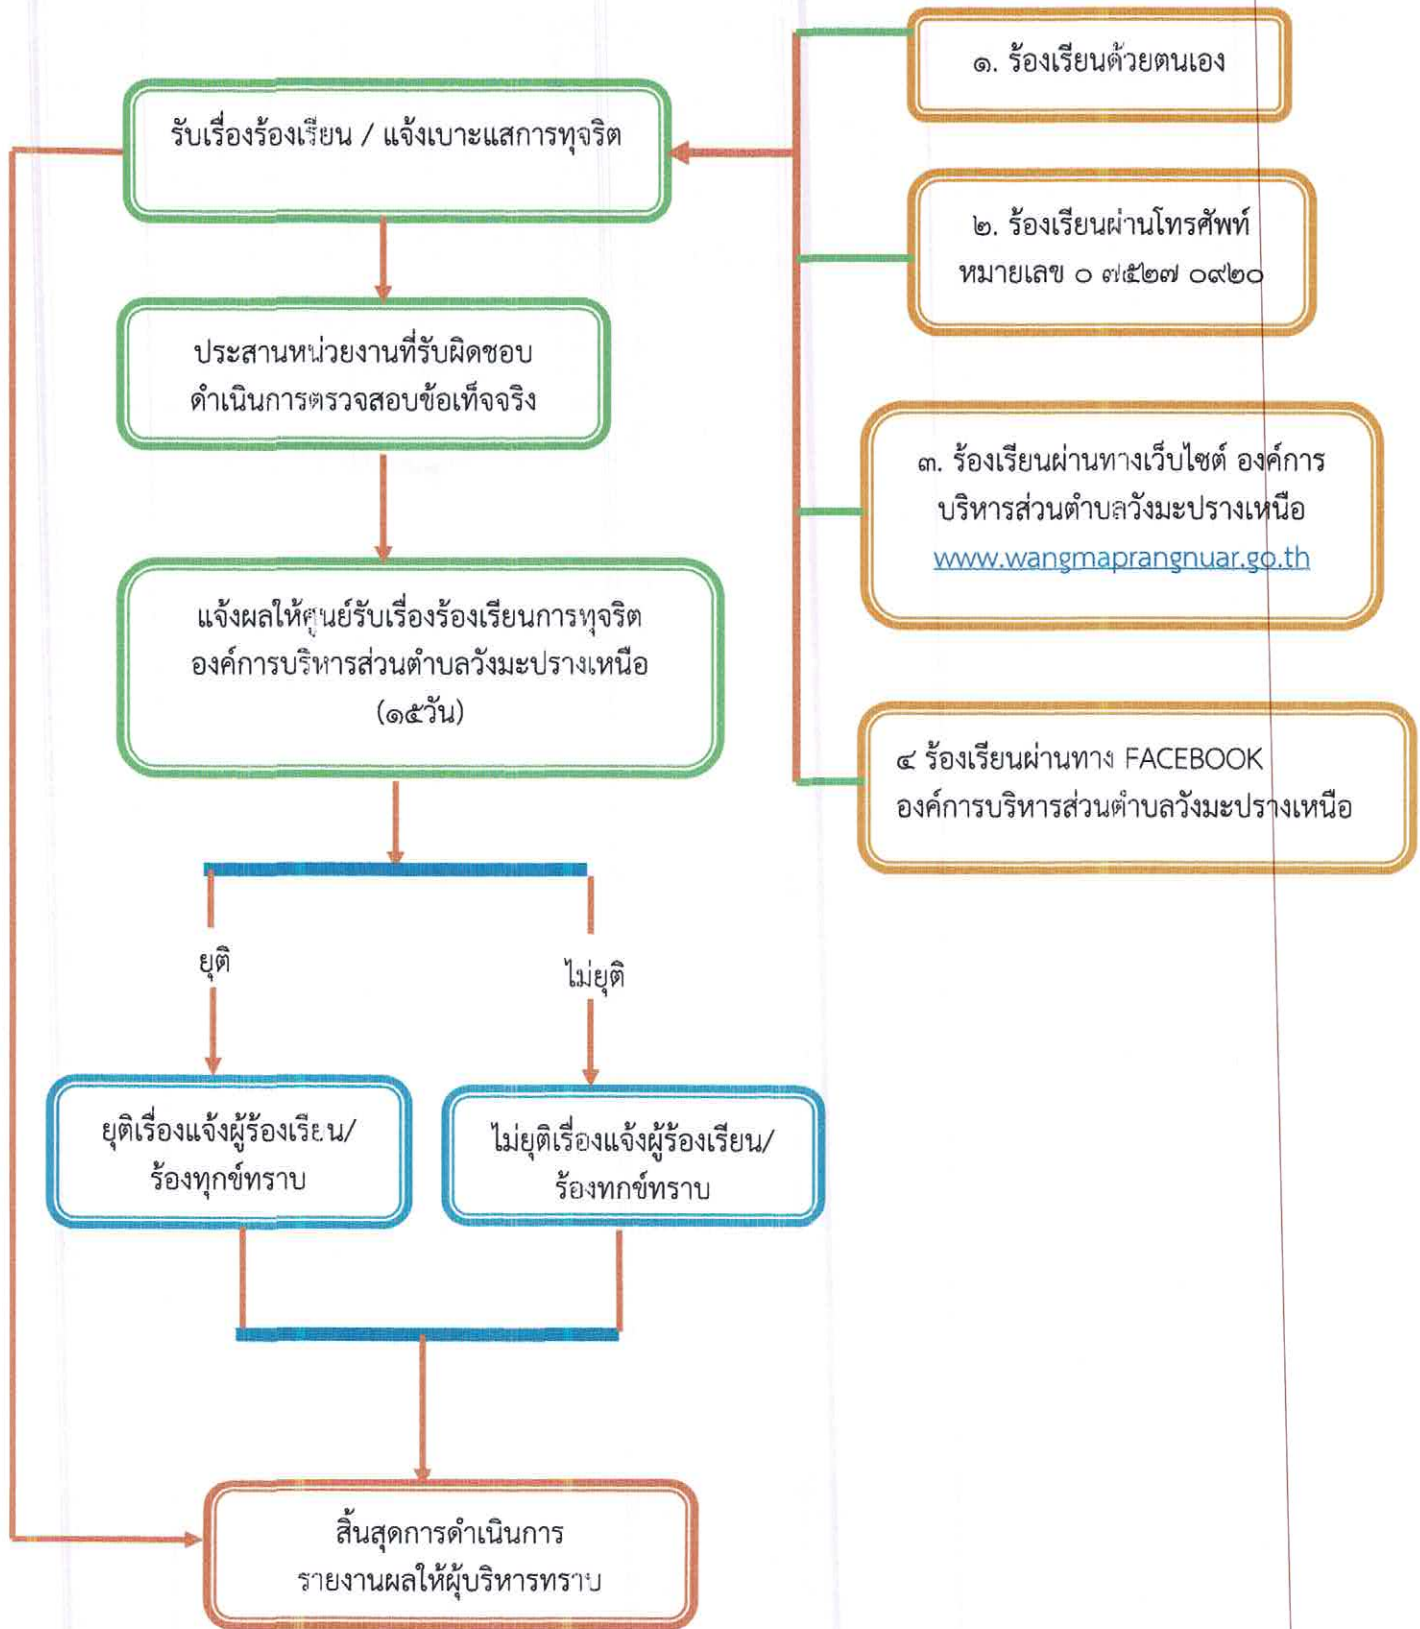 ๑. ร้องเรียนด้วยตนเอง
รับเรื่องร้องเรียน / แจ้งเบาะแสการทุจริต
๒. ร้องเรียนผ่านโทรศัพท์
หมายเลข ๐ ๗๕๒๗ ๐๙๒๐
ประสานหน่วยงานที่รับผิดชอบ
ดำเนินการตรวจสอบข้อเท็จจริง
๓. ร้องเรียนผ่านทางเว็บไซต์ องค์การ
บริหารส่วนตำบลวังมะปรางเหนือ
www.wangmaprangnuar.go.th
แจ้งผลให้ศูนย์รับเรื่องร้องเรียนการทุจริต
องค์การบริหารส่วนตำบลวังมะปรางเหนือ
(๑๕วัน)
๔ ร้องเรียนผ่านทาง FACEBOOK
องค์การบริหารส่วนตำบลวังมะปรางเหนือ
ยุติ
ไม่ยุติ
ยุติเรื่องแจ้งผู้ร้องเรียน/
ร้องทุกข์ทราบ
ไม่ยุติเรื่องแจ้งผู้ร้องเรียน/
ร้องทกข์ทราบ
สิ้นสุดการดำเนินการ
รายงานผลให้ผุ้บริหารทราบ